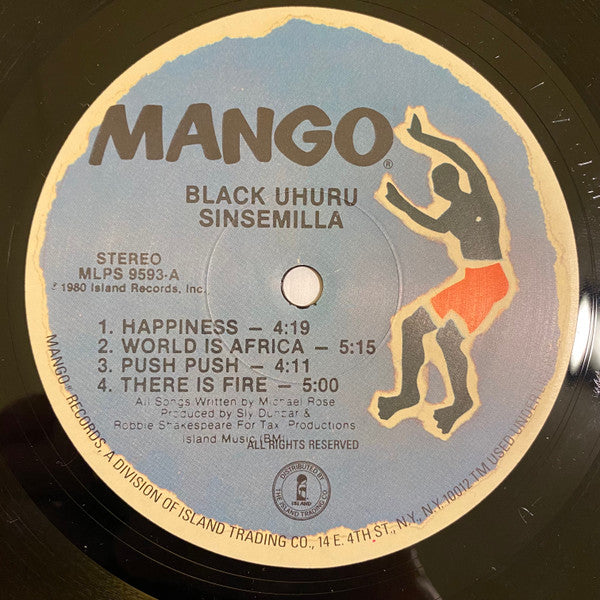 MANGO®
BLACK UHURU
SINSEMILLA
STEREO
MLPS 9593-A
℗ 1980 Island Records, Inc.
1. HAPPINESS – 4:19
2. WORLD IS AFRICA – 5:15
3. PUSH PUSH – 4:11
4. THERE IS FIRE – 5:00
All Songs Written by Michael Rose
Produced by Sly Dunbar &
Robbie Shakespeare For Taxi Productions
Island Music (BMI)
ALL RIGHTS RESERVED
DISTRIBUTED BY
ISLAND
THE ISLAND TRADING CO.
MANGO® RECORDS, A DIVISION OF ISLAND TRADING CO., 14 E. 4TH ST., N.Y., N.Y. 10012 TM USED UNDER